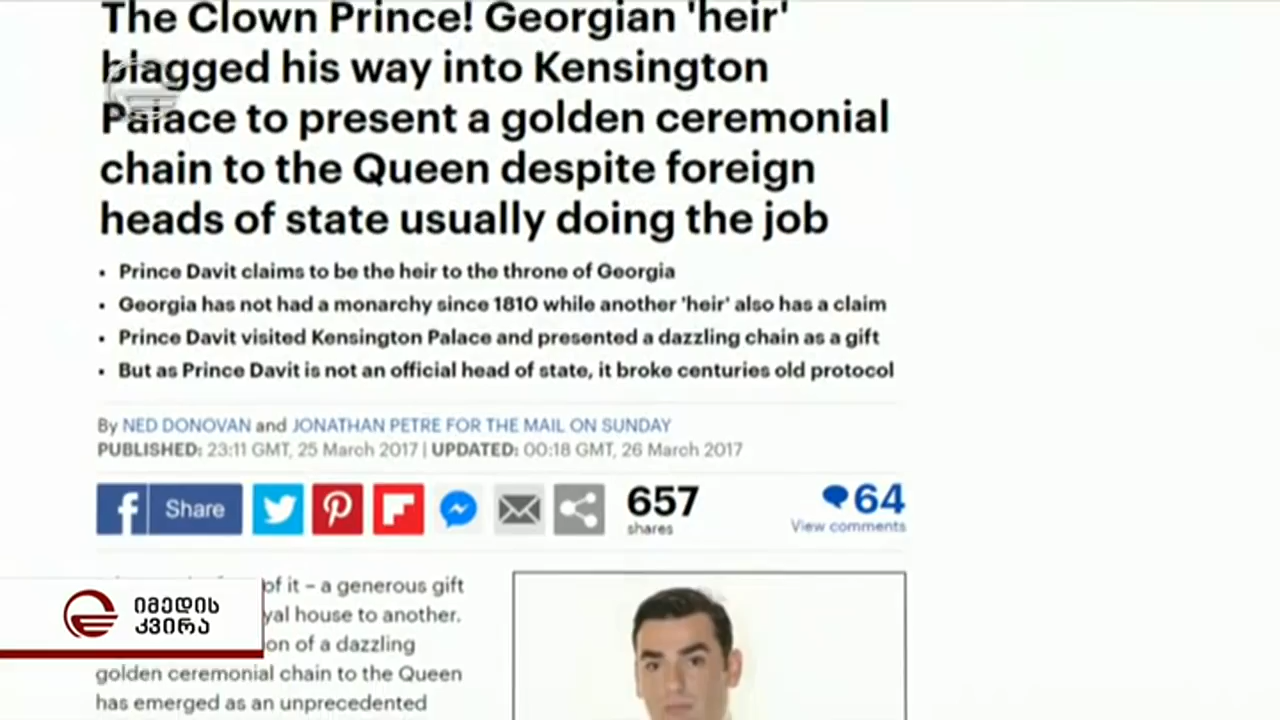 The Clown Prince! Georgian 'heir'
blagged his way into Kensington
Palace to present a golden ceremonial
chain to the Queen despite foreign
heads of state usually doing the job
• Prince Davit claims to be the heir to the throne of Georgia
• Georgia has not had a monarchy since 1810 while another 'heir' also has a claim
• Prince Davit visited Kensington Palace and presented a dazzling chain as a gift
• But as Prince Davit is not an official head of state, it broke centuries old protocol
By NED DONOVAN and JONATHAN PETRE FOR THE MAIL ON SUNDAY
PUBLISHED: 23:11 GMT, 25 March 2017 | UPDATED: 00:18 GMT, 26 March 2017
Share
657
shares
64
View comments
of it – a generous gift
yal house to another.
on of a dazzling
golden ceremonial chain to the Queen
has emerged as an unprecedented
იმედის
კვირა